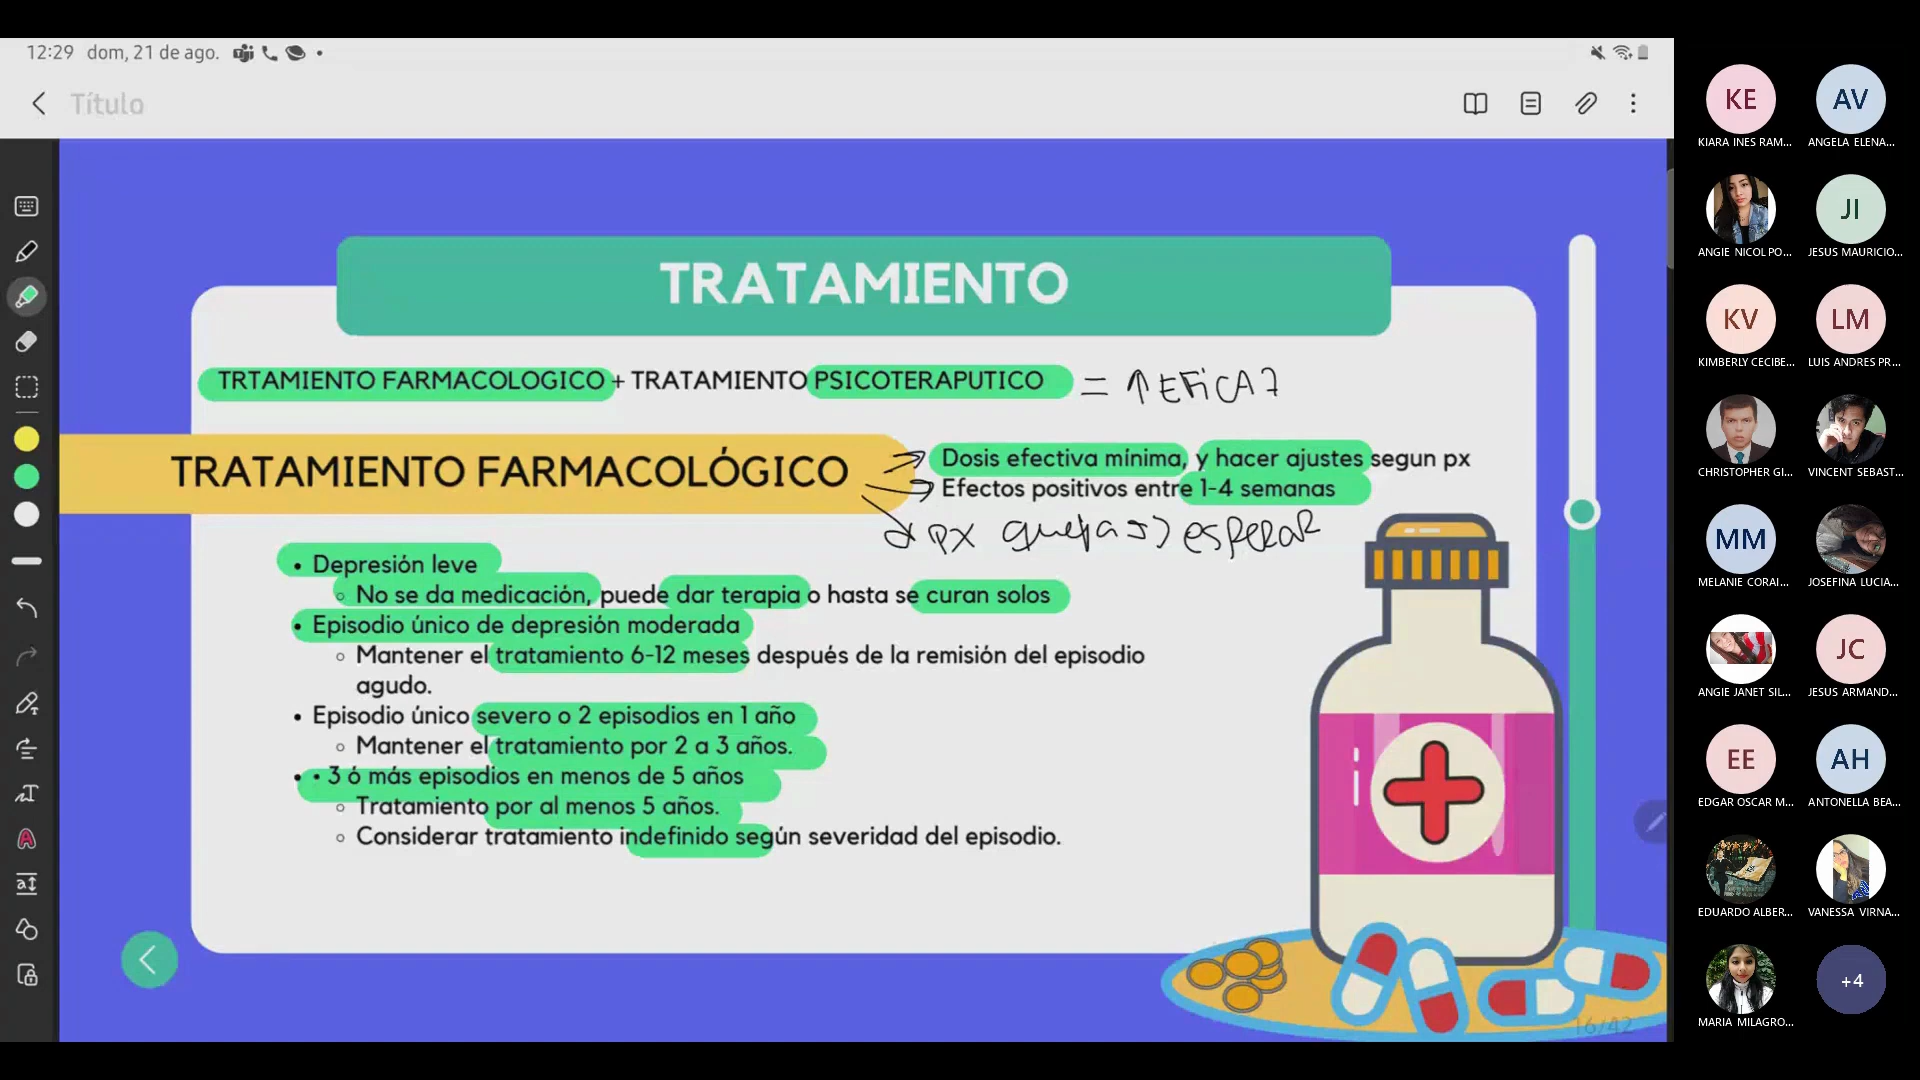 12:29 dom, 21 de ago.
Título
TRATAMIENTO
TRTAMIENTO FARMACOLOGICO + TRATAMIENTO PSICOTERAPUTICO = ↑ EFICAZ
TRATAMIENTO FARMACOLÓGICO
Dosis efectiva mínima, y hacer ajustes segun px
Efectos positivos entre 1-4 semanas
px quejas esperar
• Depresión leve
○ No se da medicación, puede dar terapia o hasta se curan solos
• Episodio único de depresión moderada
○ Mantener el tratamiento 6-12 meses después de la remisión del episodio
agudo.
• Episodio único severo o 2 episodios en 1 año
○ Mantener el tratamiento por 2 a 3 años.
• • 3 ó más episodios en menos de 5 años
○ Tratamiento por al menos 5 años.
○ Considerar tratamiento indefinido según severidad del episodio.
16/42
KE
KIARA INES RAM...
AV
ANGELA ELENA...
ANGIE NICOL PO...
JI
JESUS MAURICIO...
KV
KIMBERLY CECIBE...
LM
LUIS ANDRES PR...
CHRISTOPHER GI...
VINCENT SEBAST...
MM
MELANIE CORAI...
JOSEFINA LUCIA...
ANGIE JANET SIL...
JC
JESUS ARMAND...
EE
EDGAR OSCAR M...
AH
ANTONELLA BEA...
EDUARDO ALBER...
VANESSA VIRNA...
MARIA MILAGRO...
+4